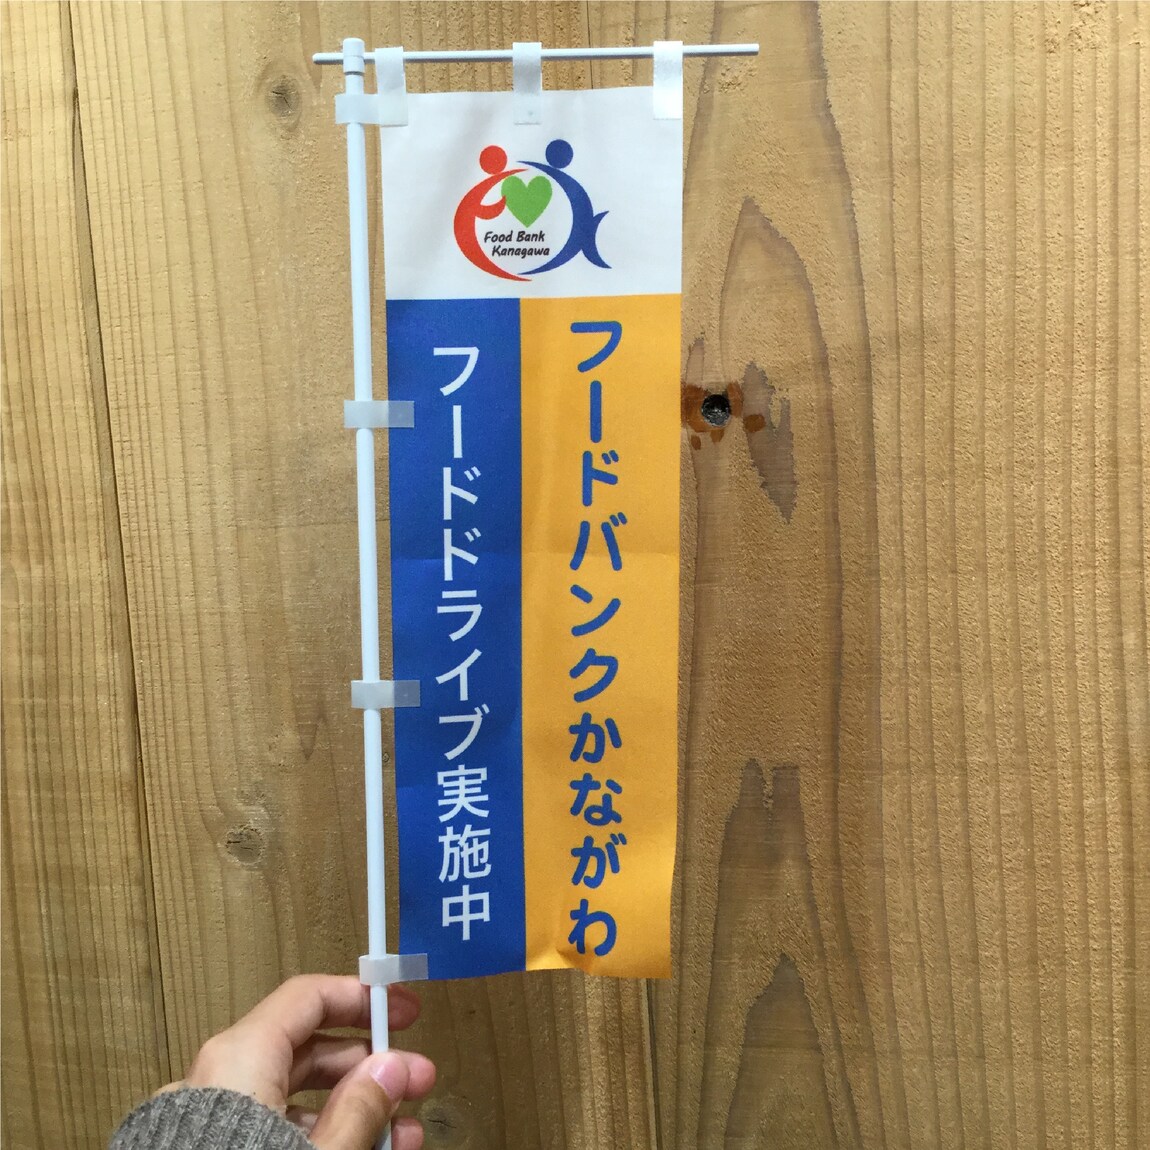 Food Bank
Kanagawa
フードバンクかながわ
フードドライブ実施中